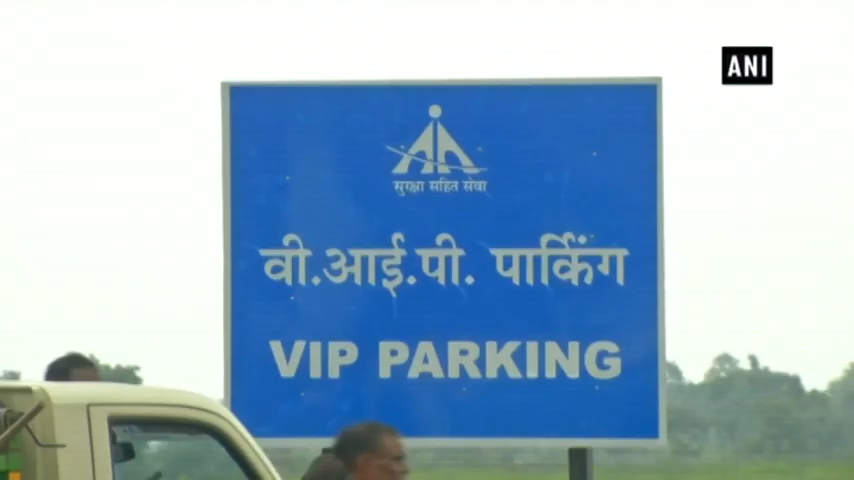 ANI
सुरक्षा सहित सेवा
वी.आई.पी. पार्किंग
VIP PARKING